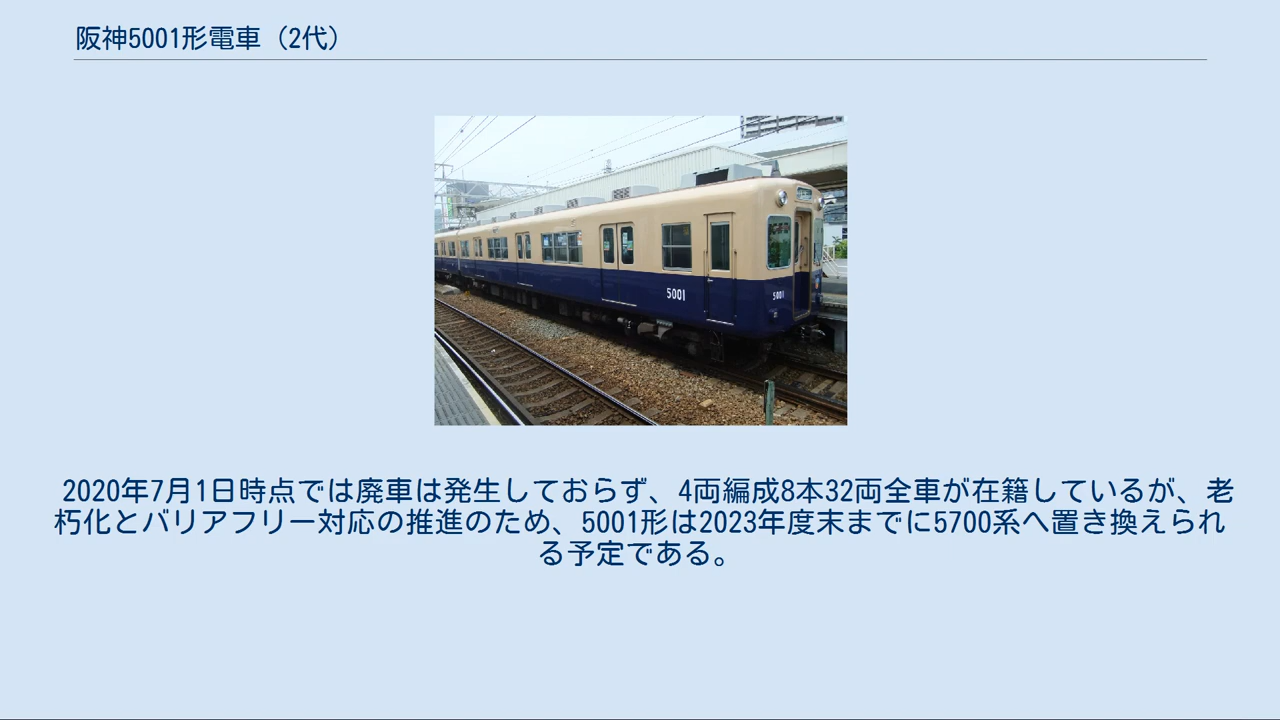 阪神5001形電車（2代）
5001
5001
2020年7月1日時点では廃車は発生しておらず、4両編成8本32両全車が在籍しているが、老
朽化とバリアフリー対応の推進のため、5001形は2023年度末までに5700系へ置き換えられ
る予定である。